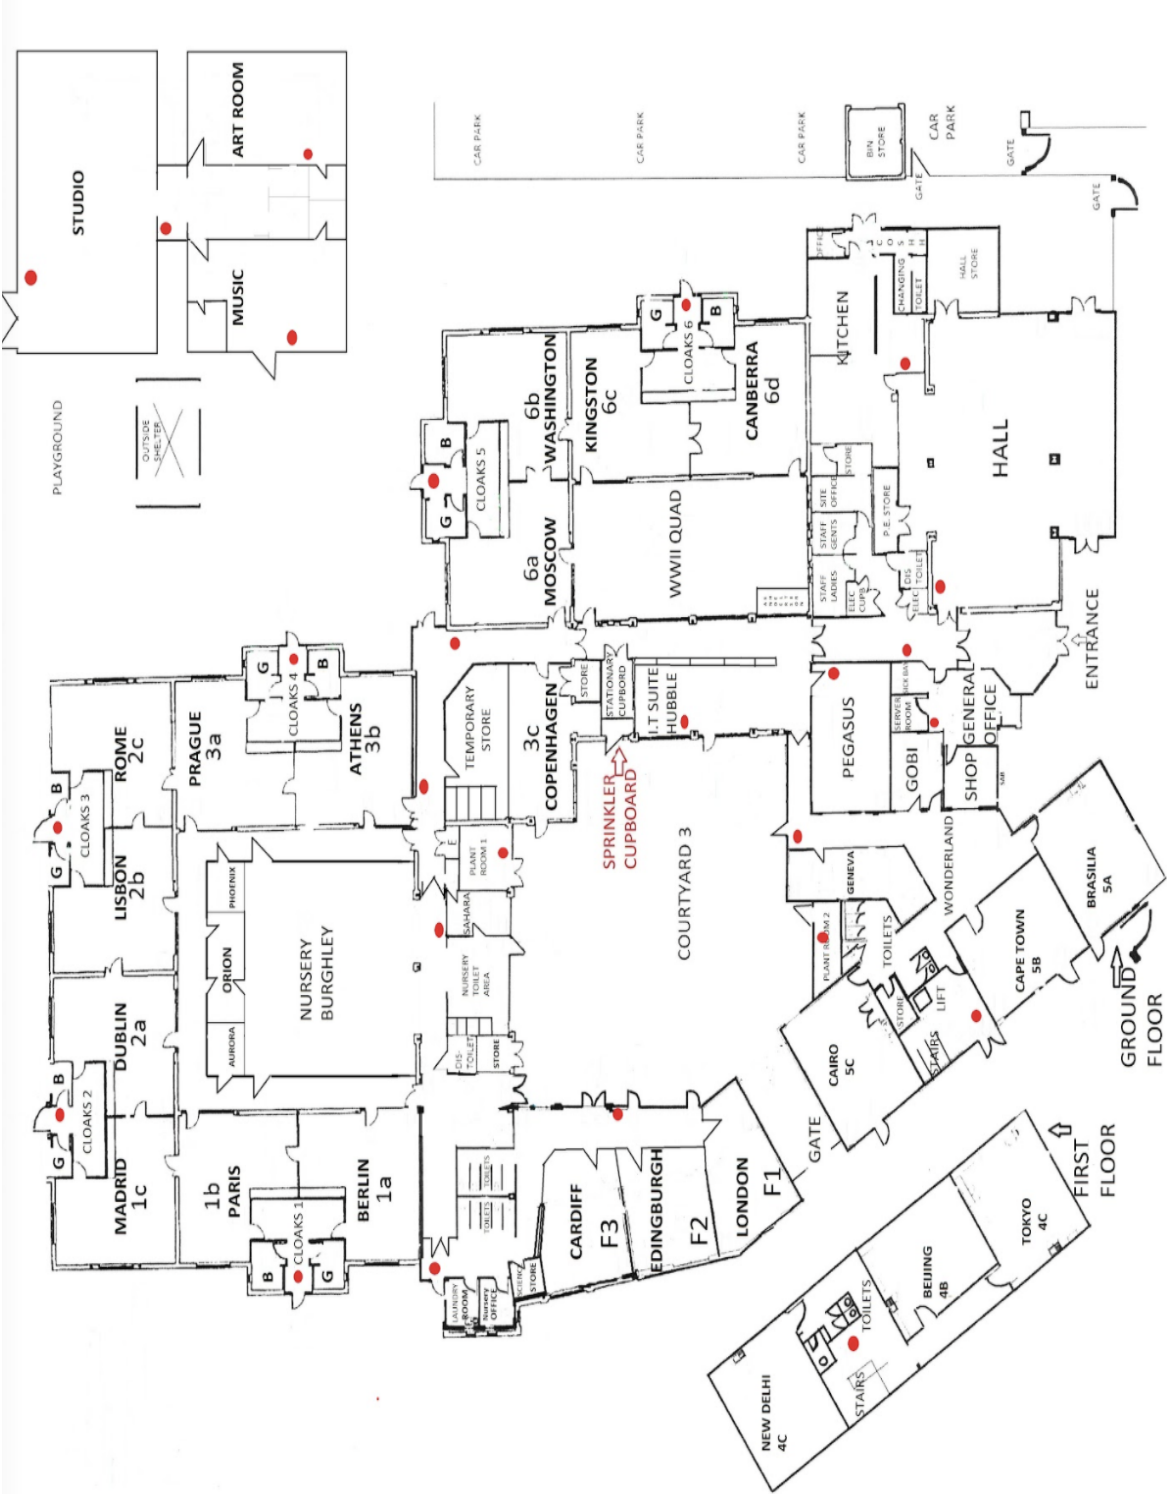 STUDIO
ART ROOM
MUSIC
PLAYGROUND
OUTSIDE
SHELTER
CAR PARK
CAR PARK
CAR PARK
BIN
STORE
CAR
PARK
GATE
GATE
GATE
OFFICE
COSHH
CHANGING
TOILET
HALL
STORE
KITCHEN
HALL
G
CLOAKS 6
B
WASHINGTON
6b
KINGSTON
6c
CANBERRA
6d
B
G
CLOAKS 5
6a
MOSCOW
WWII QUAD
STORE
SITE
OFFICE
STAFF
GENTS
STAFF
LADIES
ELEC
CUPB
P.E. STORE
DIS
TOILET
ELEC
ENTRANCE
G
CLOAKS 4
B
ROME
2c
PRAGUE
3a
ATHENS
3b
TEMPORARY
STORE
3c
COPENHAGEN
STORE
STATIONARY
CUPBORD
I.T SUITE
HUBBLE
PEGASUS
SICK BAY
SERVER
ROOM
GENERAL
OFFICE
GOBI
SHOP
SPRINKLER
CUPBOARD
B
CLOAKS 3
G
LISBON
2b
PHOENIX
ORION
AURORA
NURSERY
BURGHLEY
PLANT
ROOM 1
SAHARA
NURSERY
TOILET
AREA
DIS-
TOILET
STORE
COURTYARD 3
GENEVA
WONDERLAND
BRASILIA
5A
PLANT ROOM 2
TOILETS
CAPE TOWN
5B
STORE
LIFT
STAIRS
CAIRO
5C
GROUND
FLOOR
DUBLIN
2a
B
CLOAKS 2
G
MADRID
1c
1b
PARIS
BERLIN
1a
CLOAKS 1
B
G
TOILETS
TOILETS
LAUNDRY
ROOM
Nursery
OFFICE
SCIENCE
STORE
CARDIFF
F3
EDINGBURGH
F2
LONDON
F1
GATE
FIRST
FLOOR
TOKYO
4C
BEIJING
4B
TOILETS
STAIRS
NEW DELHI
4C